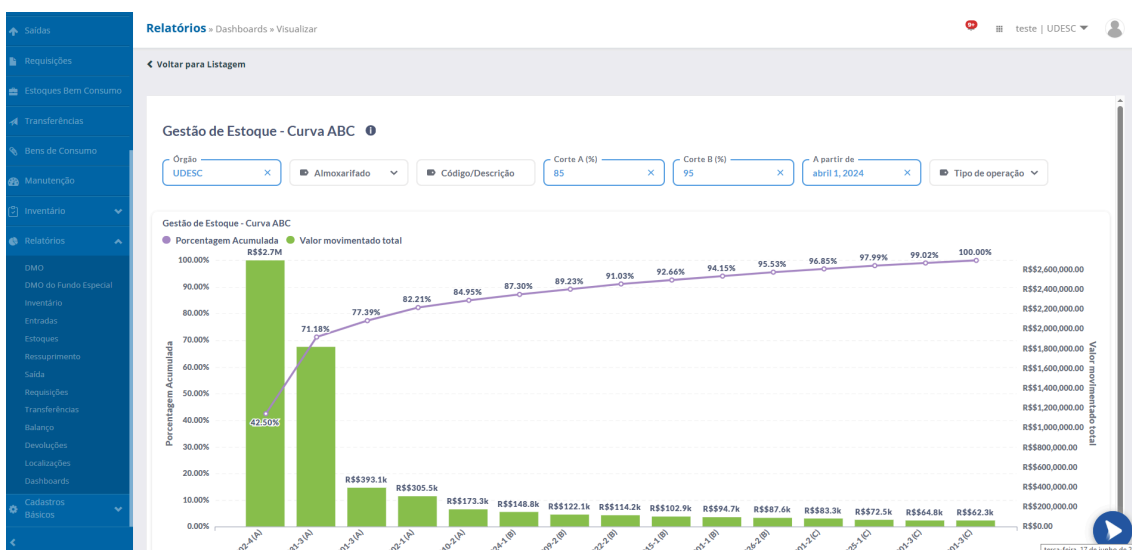 Saídas
Requisições
Estoques Bem Consumo
Transferências
Bens de Consumo
Manutenção
Inventário
Relatórios
DMO
DMO do Fundo Especial
Inventário
Entradas
Estoques
Ressuprimento
Saída
Requisições
Transferências
Balanço
Devoluções
Localizações
Dashboards
Cadastros
Básicos
Relatórios » Dashboards » Visualizar
9+
teste | UDESC
Voltar para Listagem
Gestão de Estoque - Curva ABC
Órgão
UDESC
Almoxarifado
Código/Descrição
Corte A (%)
85
Corte B (%)
95
A partir de
abril 1, 2024
Tipo de operação
Gestão de Estoque - Curva ABC
Porcentagem Acumulada
Valor movimentado total
100.00%
90.00%
80.00%
70.00%
60.00%
50.00%
40.00%
30.00%
20.00%
10.00%
0.00%
Porcentagem Acumulada
42.50%
71.18%
77.39%
82.21%
84.95%
87.30%
89.23%
91.03%
92.66%
94.15%
95.53%
96.85%
97.99%
99.02%
100.00%
R$$2.7M
R$$393.1k
R$$305.5k
R$$173.3k
R$$148.8k
R$$122.1k
R$$114.2k
R$$102.9k
R$$94.7k
R$$87.6k
R$$83.3k
R$$72.5k
R$$64.8k
R$$62.3k
R$$2,600,000.00
R$$2,400,000.00
R$$2,200,000.00
R$$2,000,000.00
R$$1,800,000.00
R$$1,600,000.00
R$$1,400,000.00
R$$1,200,000.00
R$$1,000,000.00
R$$800,000.00
R$$600,000.00
R$$400,000.00
R$$200,000.00
R$$0.00
Valor movimentado total